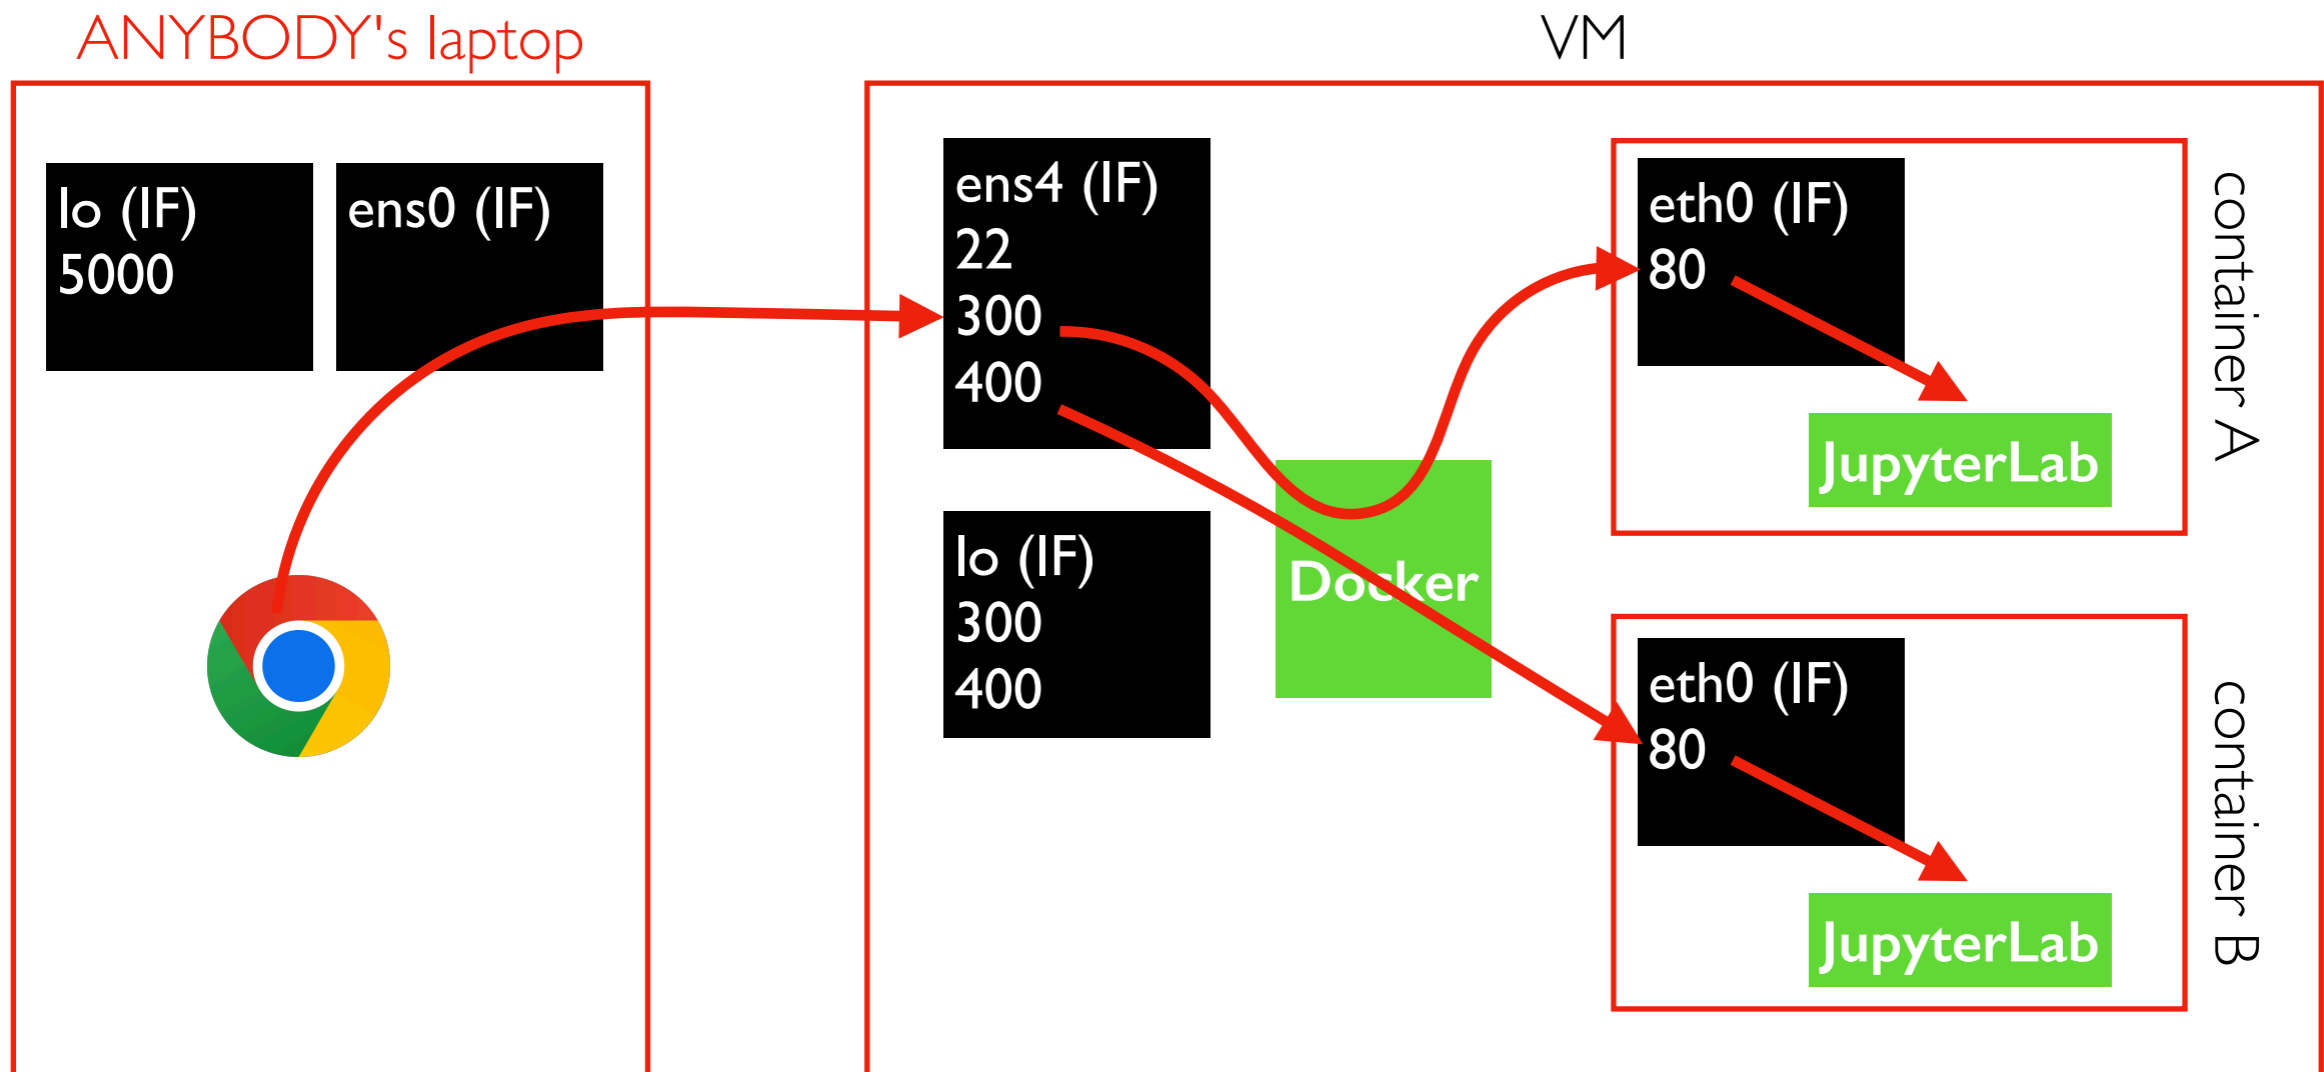 ANYBODY's laptop
lo (IF)
5000
ens0 (IF)
VM
ens4 (IF)
22
300
400
lo (IF)
300
400
Docker
eth0 (IF)
80
JupyterLab
container A
eth0 (IF)
80
JupyterLab
container B